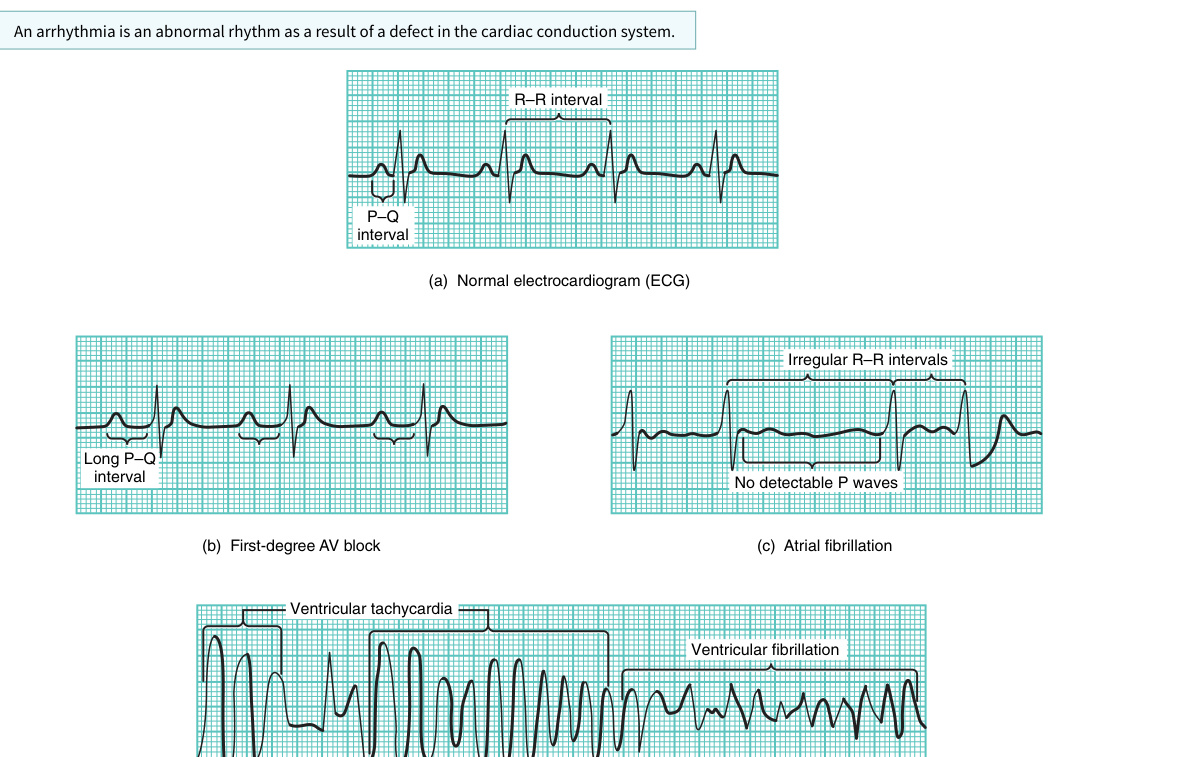 An arrhythmia is an abnormal rhythm as a result of a defect in the cardiac conduction system.
R–R interval
P–Q
interval
(a) Normal electrocardiogram (ECG)
Long P–Q
interval
(b) First-degree AV block
Irregular R–R intervals
No detectable P waves
(c) Atrial fibrillation
Ventricular tachycardia
Ventricular fibrillation